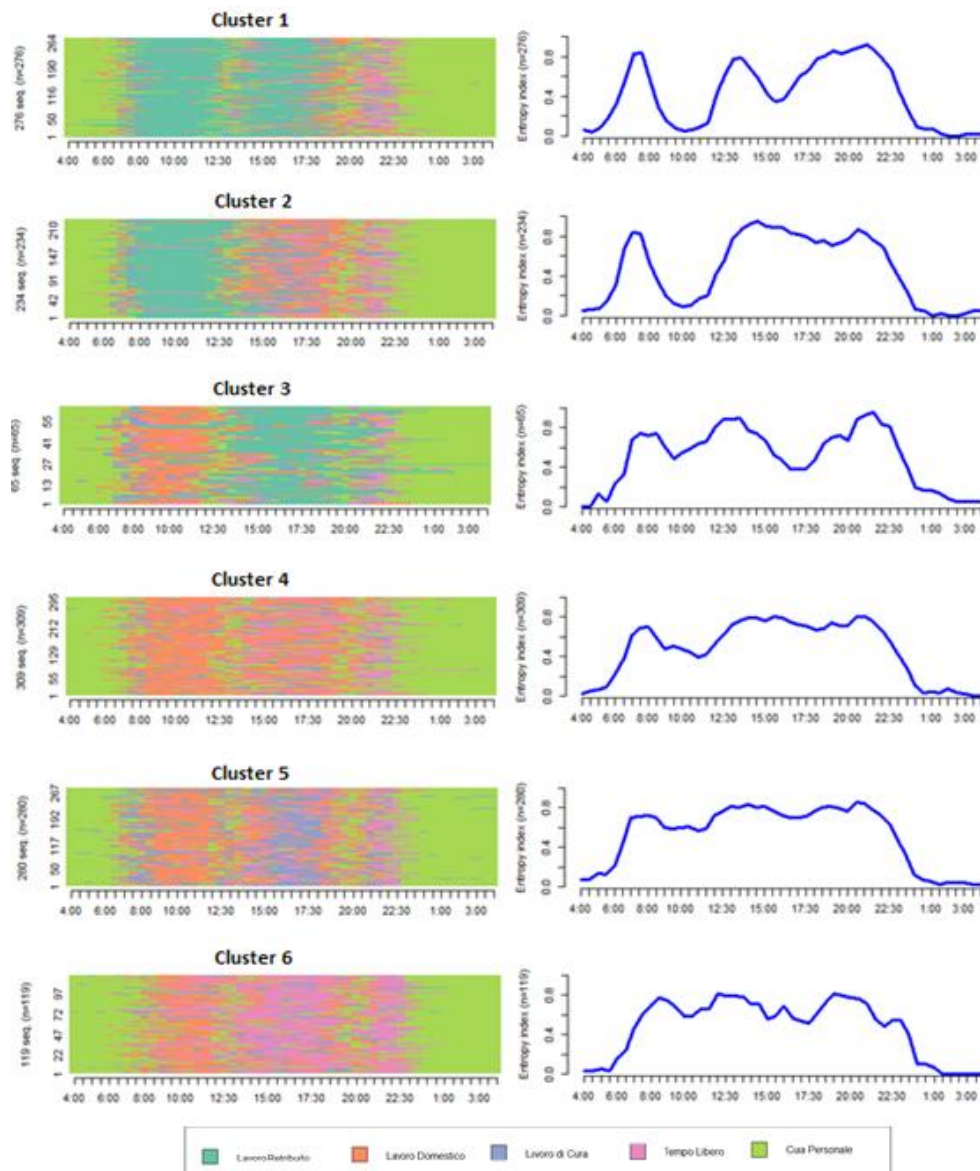 Cluster 1
276 seq. (n=276)
1 50 116 190 264
4:00 6:00 8:00 10:00 12:30 15:00 17:30 20:00 22:30 1:00 3:00
Entropy index (n=276)
0.0 0.4 0.8
4:00 6:00 8:00 10:00 12:30 15:00 17:30 20:00 22:30 1:00 3:00
Cluster 2
234 seq. (n=234)
1 42 91 147 210
4:00 6:00 8:00 10:00 12:30 15:00 17:30 20:00 22:30 1:00 3:00
Entropy index (n=234)
0.0 0.4 0.8
4:00 6:00 8:00 10:00 12:30 15:00 17:30 20:00 22:30 1:00 3:00
Cluster 3
65 seq. (n=65)
1 13 27 41 55
4:00 6:00 8:00 10:00 12:30 15:00 17:30 20:00 22:30 1:00 3:00
Entropy index (n=65)
0.0 0.4 0.8
4:00 6:00 8:00 10:00 12:30 15:00 17:30 20:00 22:30 1:00 3:00
Cluster 4
309 seq. (n=309)
1 55 129 212 295
4:00 6:00 8:00 10:00 12:30 15:00 17:30 20:00 22:30 1:00 3:00
Entropy index (n=309)
0.0 0.4 0.8
4:00 6:00 8:00 10:00 12:30 15:00 17:30 20:00 22:30 1:00 3:00
Cluster 5
280 seq. (n=280)
1 50 117 192 267
4:00 6:00 8:00 10:00 12:30 15:00 17:30 20:00 22:30 1:00 3:00
Entropy index (n=280)
0.0 0.4 0.8
4:00 6:00 8:00 10:00 12:30 15:00 17:30 20:00 22:30 1:00 3:00
Cluster 6
119 seq. (n=119)
1 22 47 72 97
4:00 6:00 8:00 10:00 12:30 15:00 17:30 20:00 22:30 1:00 3:00
Entropy index (n=119)
0.0 0.4 0.8
4:00 6:00 8:00 10:00 12:30 15:00 17:30 20:00 22:30 1:00 3:00
Lavoro Retribuito Lavoro Domestico Livoro di Cura Tempo Libero Cua Personale